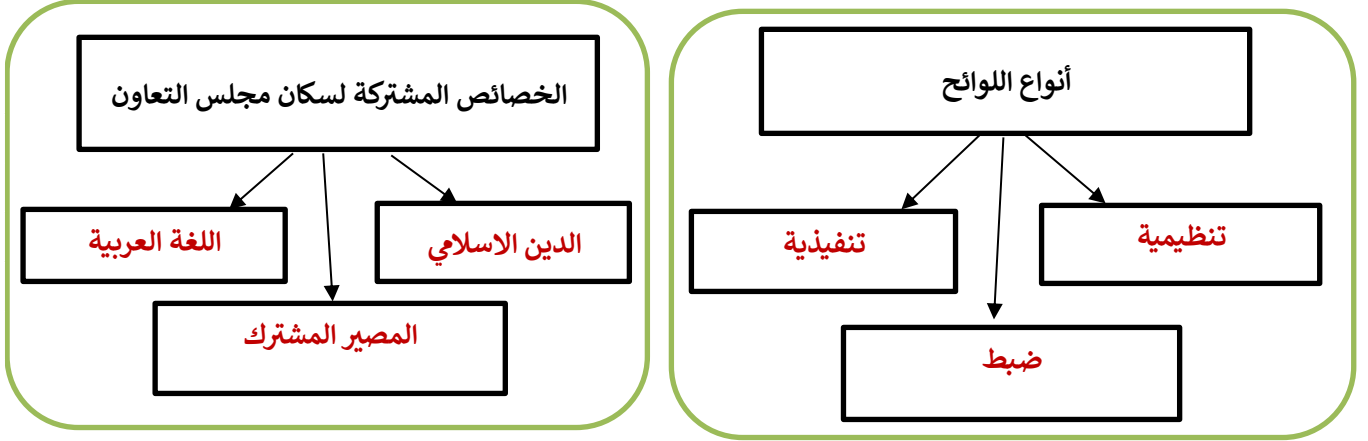 أنواع اللوائح
تنظيمية
تنفيذية
ضبط
الخصائص المشتركة لسكان مجلس التعاون
الدين الاسلامي
اللغة العربية
المصير المشترك